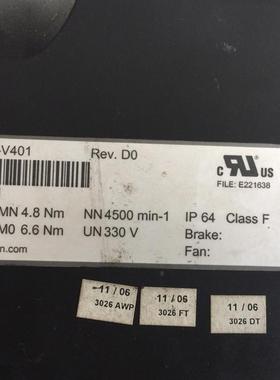 -V401 Rev. D0
c RU US
FILE: E221638
MN 4.8 Nm NN 4500 min-1 IP 64 Class F
M0 6.6 Nm UN 330 V Brake:
n.com Fan:
11 / 06
3026 AWP
11 / 06
3026 FT
11 / 06
3026 DT